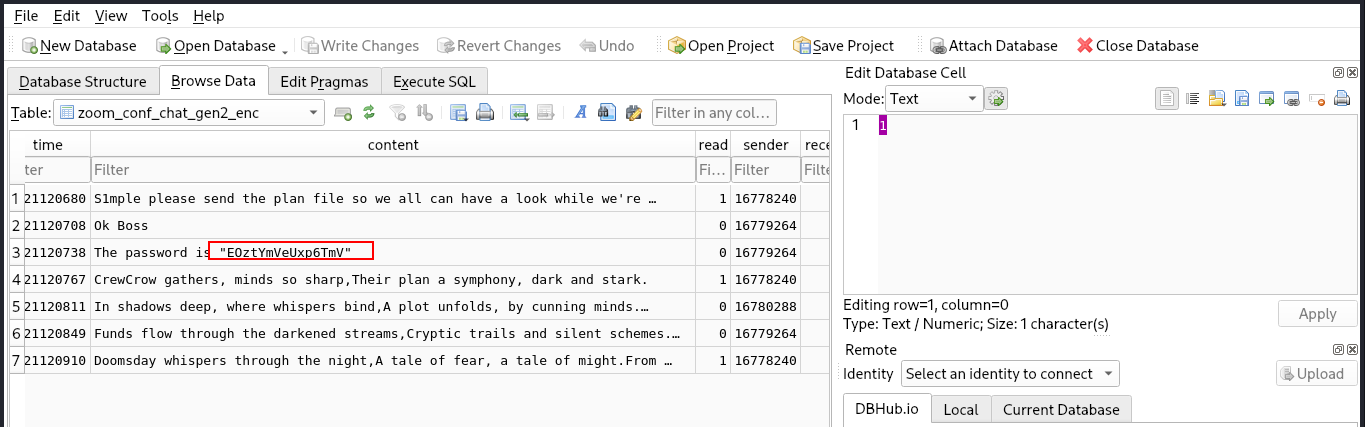 File Edit View Tools Help
New Database Open Database Write Changes Revert Changes Undo Open Project Save Project Attach Database Close Database
Database Structure Browse Data Edit Pragmas Execute SQL
Table: zoom_conf_chat_gen2_enc Filter in any col...
time content read sender rece
ter Filter Fi... Filter Filte
1 21120680 S1mple please send the plan file so we all can have a look while we're … 1 16778240
2 21120708 Ok Boss 0 16779264
3 21120738 The password is "EOztYmVeUxp6TmV" 0 16779264
4 21120767 CrewCrow gathers, minds so sharp,Their plan a symphony, dark and stark. 1 16778240
5 21120811 In shadows deep, where whispers bind,A plot unfolds, by cunning minds.… 0 16780288
6 21120849 Funds flow through the darkened streams,Cryptic trails and silent schemes.… 0 16779264
7 21120910 Doomsday whispers through the night,A tale of fear, a tale of might.From … 1 16778240
Edit Database Cell
Mode: Text
1 1
Editing row=1, column=0
Type: Text / Numeric; Size: 1 character(s)
Apply
Remote
Identity Select an identity to connect Upload
DBHub.io Local Current Database